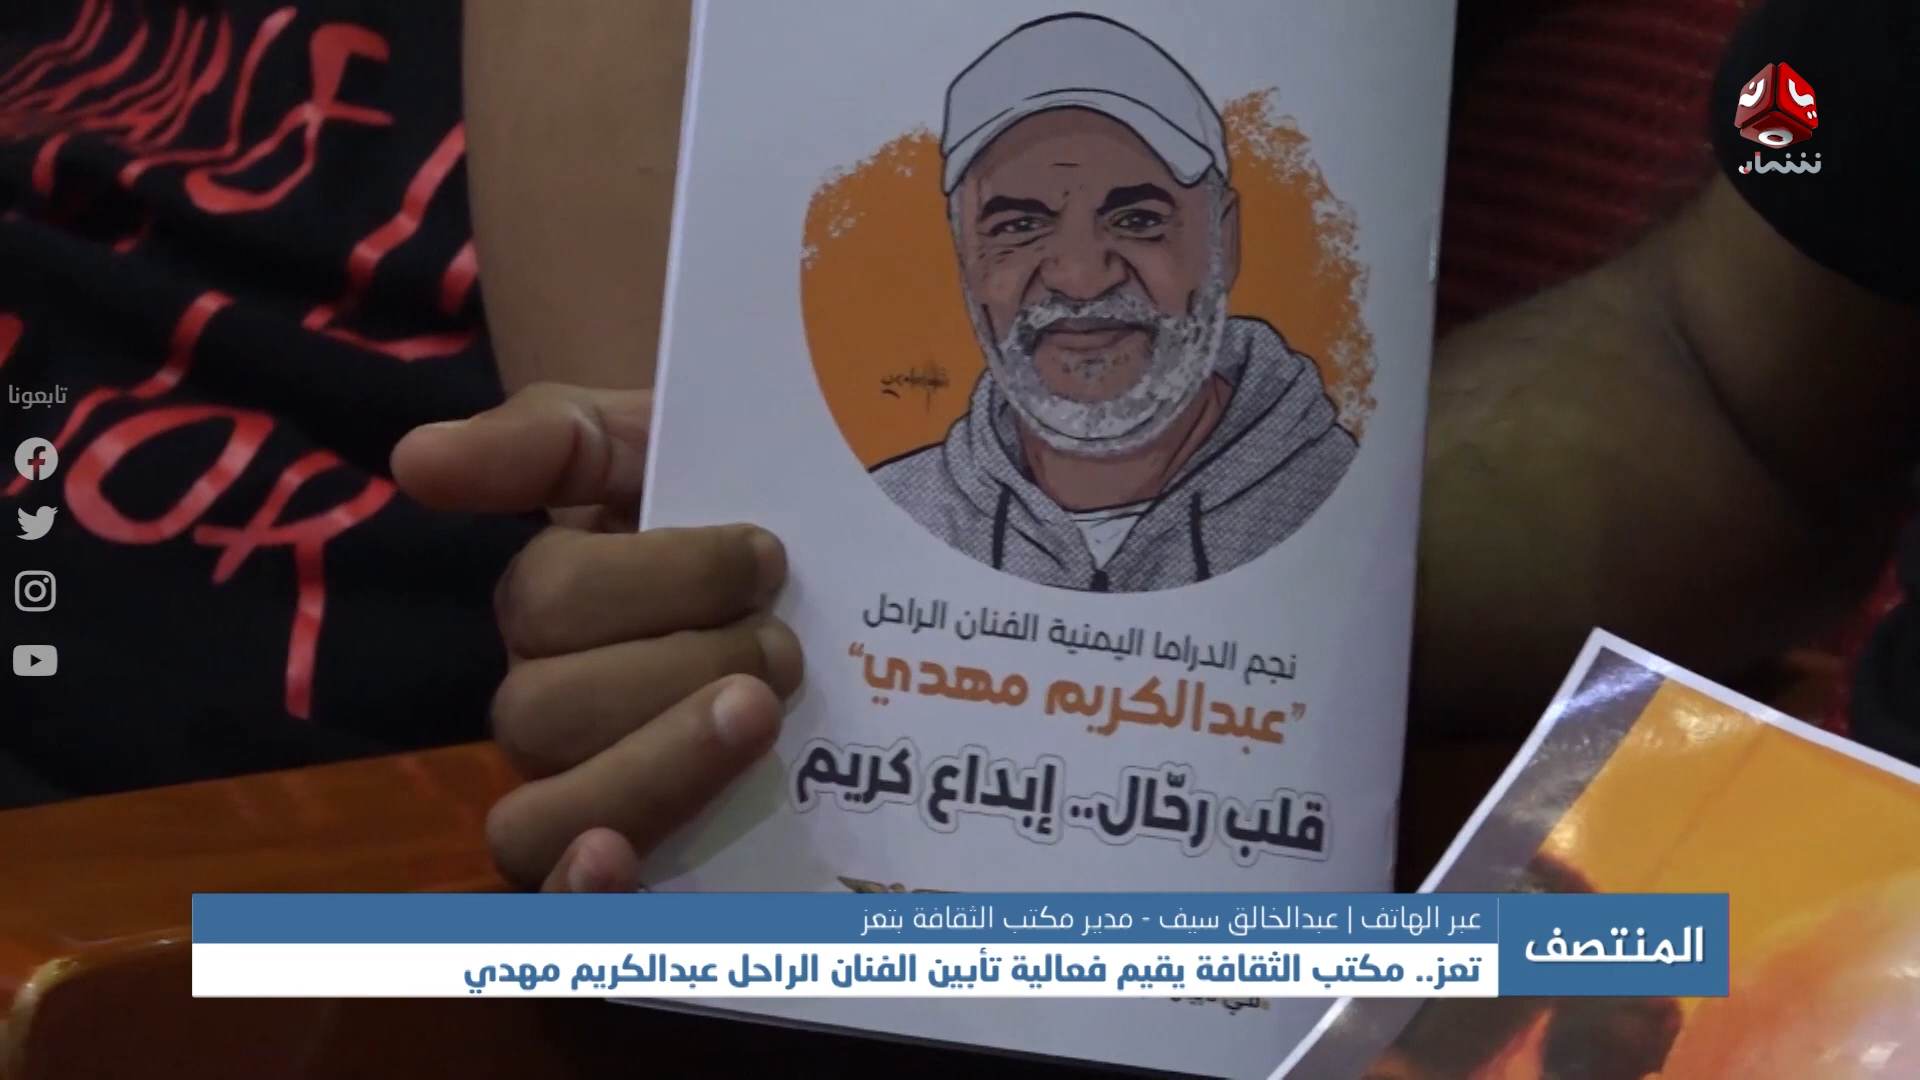 يمن
شباب
تابعونا
نجم الدراما اليمنية الفنان الراحل
"عبدالكريم مهدي"
قلب رحّال.. إبداع كريم
المنتصف
عبر الهاتف | عبدالخالق سيف - مدير مكتب الثقافة بتعز
تعز.. مكتب الثقافة يقيم فعالية تأبين الفنان الراحل عبدالكريم مهدي